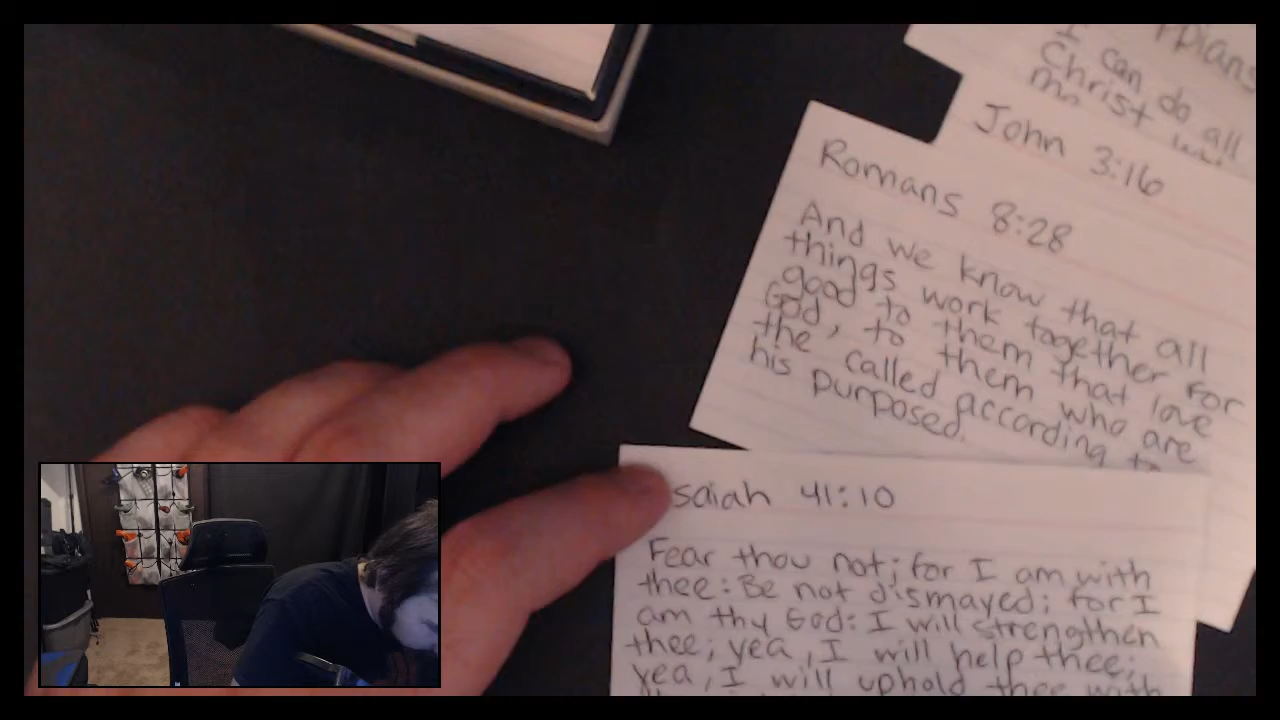 I can do all
Christ
John 3:16
Romans 8:28
And we know that all
things work together for
good to them that love
God, to them who are
the called according to
his purposed.
saiah 41:10
Fear thou not; for I am with
thee: Be not dismayed; for I
am thy God: I will strengthen
thee; yea, I will help thee;
yea, I will uphold thee with